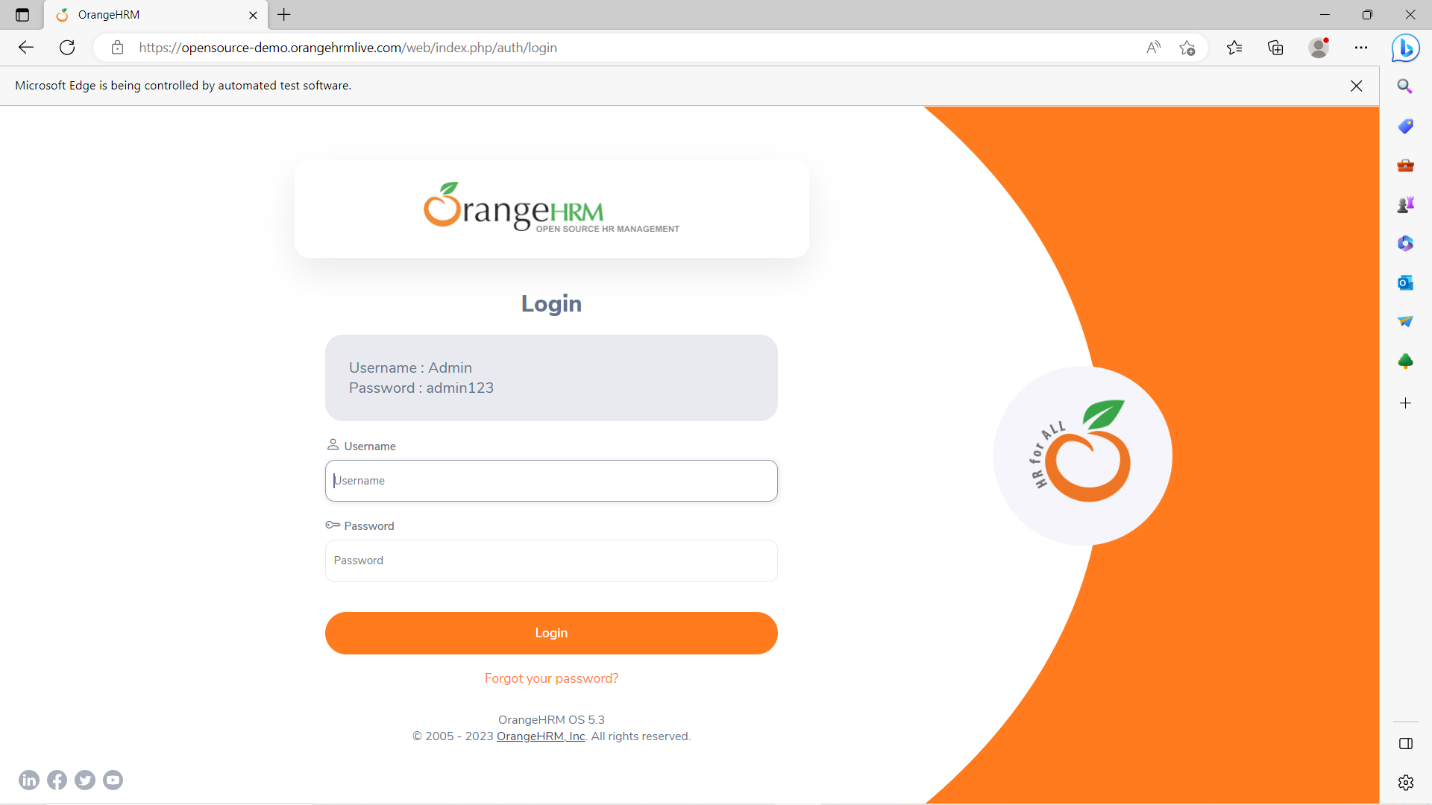 OrangeHRM
https://opensource-demo.orangehrmlive.com/web/index.php/auth/login
Microsoft Edge is being controlled by automated test software.
OrangeHRM
OPEN SOURCE HR MANAGEMENT
Login
Username : Admin
Password : admin123
Username
Username
Password
Password
Login
Forgot your password?
OrangeHRM OS 5.3
© 2005 - 2023 OrangeHRM, Inc. All rights reserved.
HR for ALL